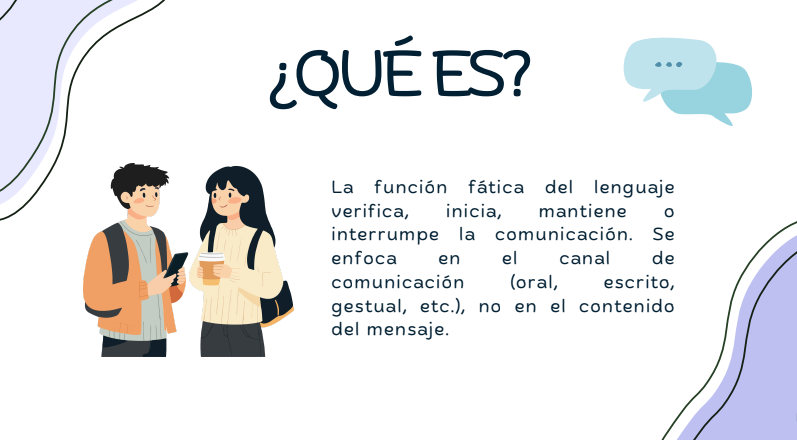 ¿QUÉ ES?
La función fática del lenguaje
verifica, inicia, mantiene o
interrumpe la comunicación. Se
enfoca en el canal de
comunicación (oral, escrito,
gestual, etc.), no en el contenido
del mensaje.